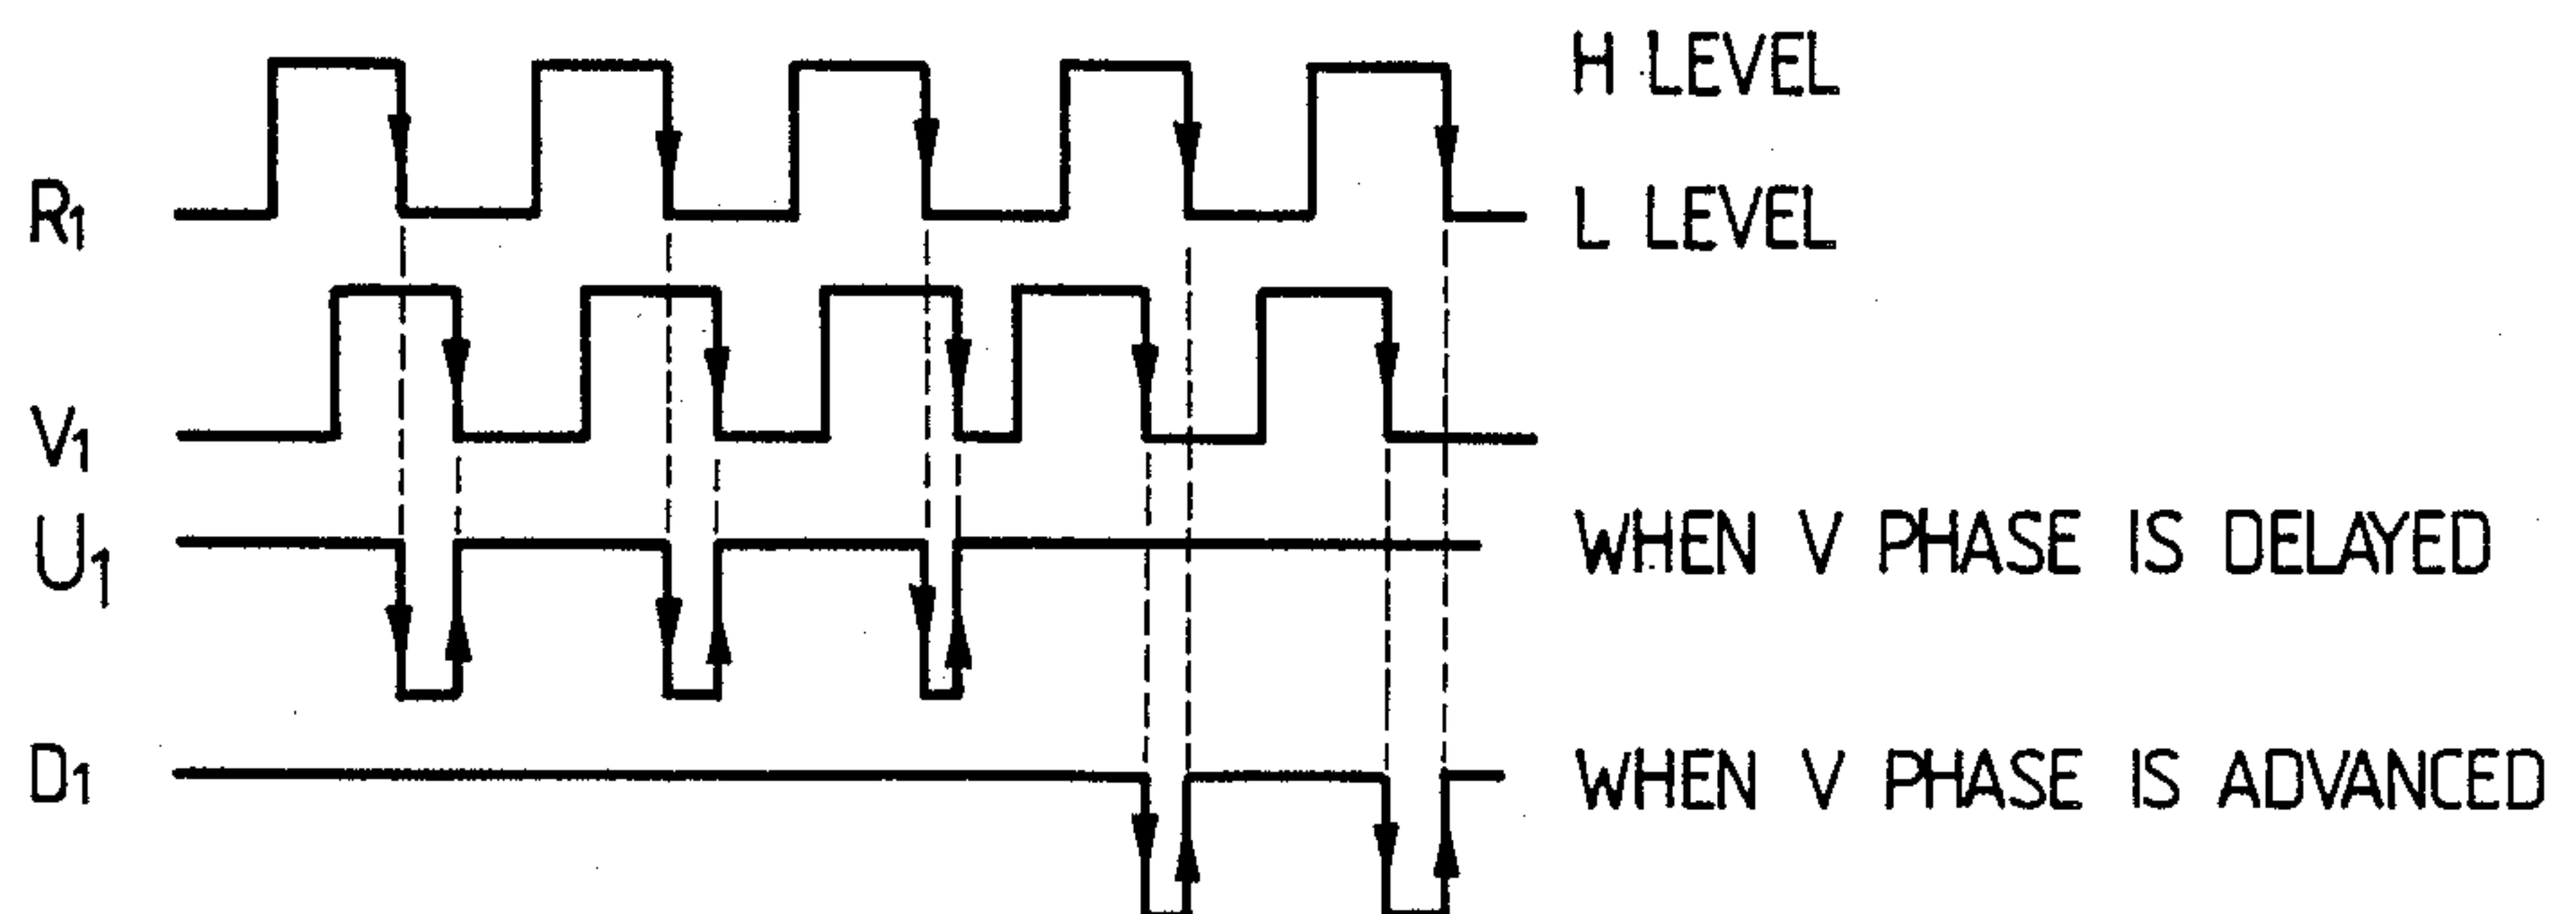 H LEVEL
R1
L LEVEL
V1
U1
WHEN V PHASE IS DELAYED
D1
WHEN V PHASE IS ADVANCED